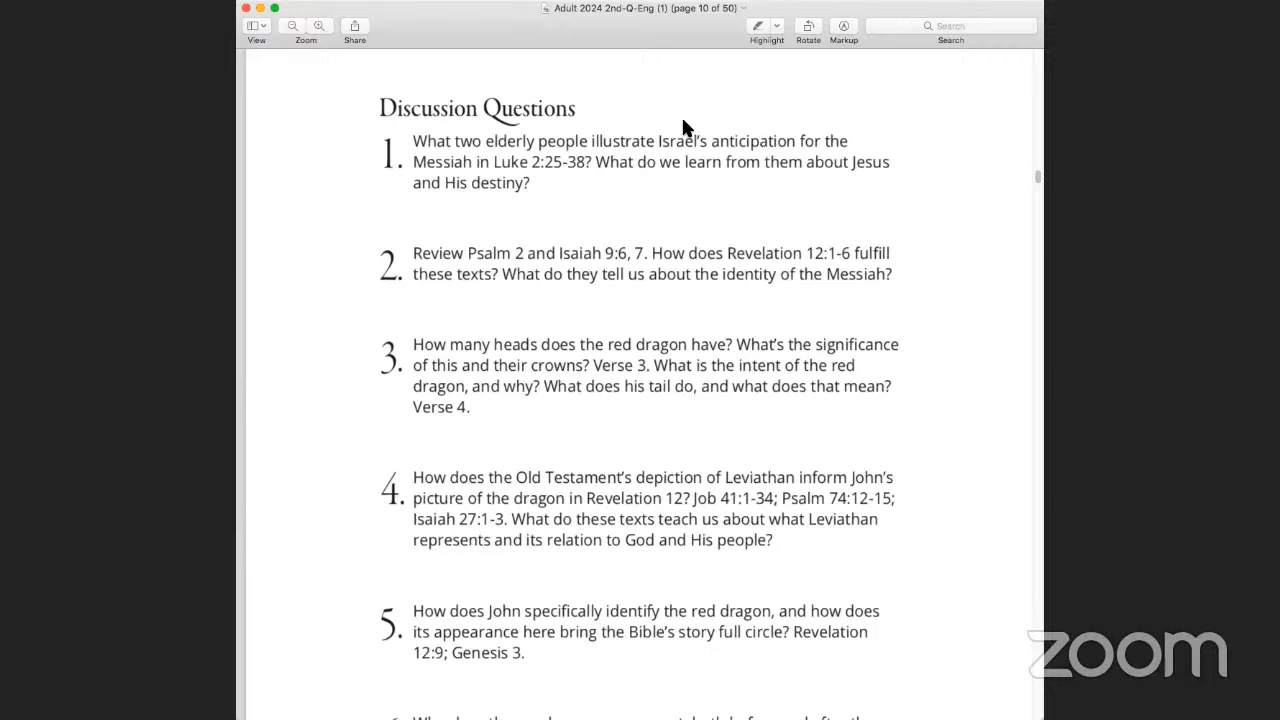 Adult 2024 2nd-Q-Eng (1) (page 10 of 50)
View
Zoom
Share
Highlight
Rotate
Markup
Search
Search
Discussion Questions
1. What two elderly people illustrate Israel's anticipation for the
Messiah in Luke 2:25-38? What do we learn from them about Jesus
and His destiny?
2. Review Psalm 2 and Isaiah 9:6, 7. How does Revelation 12:1-6 fulfill
these texts? What do they tell us about the identity of the Messiah?
3. How many heads does the red dragon have? What's the significance
of this and their crowns? Verse 3. What is the intent of the red
dragon, and why? What does his tail do, and what does that mean?
Verse 4.
4. How does the Old Testament's depiction of Leviathan inform John's
picture of the dragon in Revelation 12? Job 41:1-34; Psalm 74:12-15;
Isaiah 27:1-3. What do these texts teach us about what Leviathan
represents and its relation to God and His people?
5. How does John specifically identify the red dragon, and how does
its appearance here bring the Bible's story full circle? Revelation
12:9; Genesis 3.
zoom